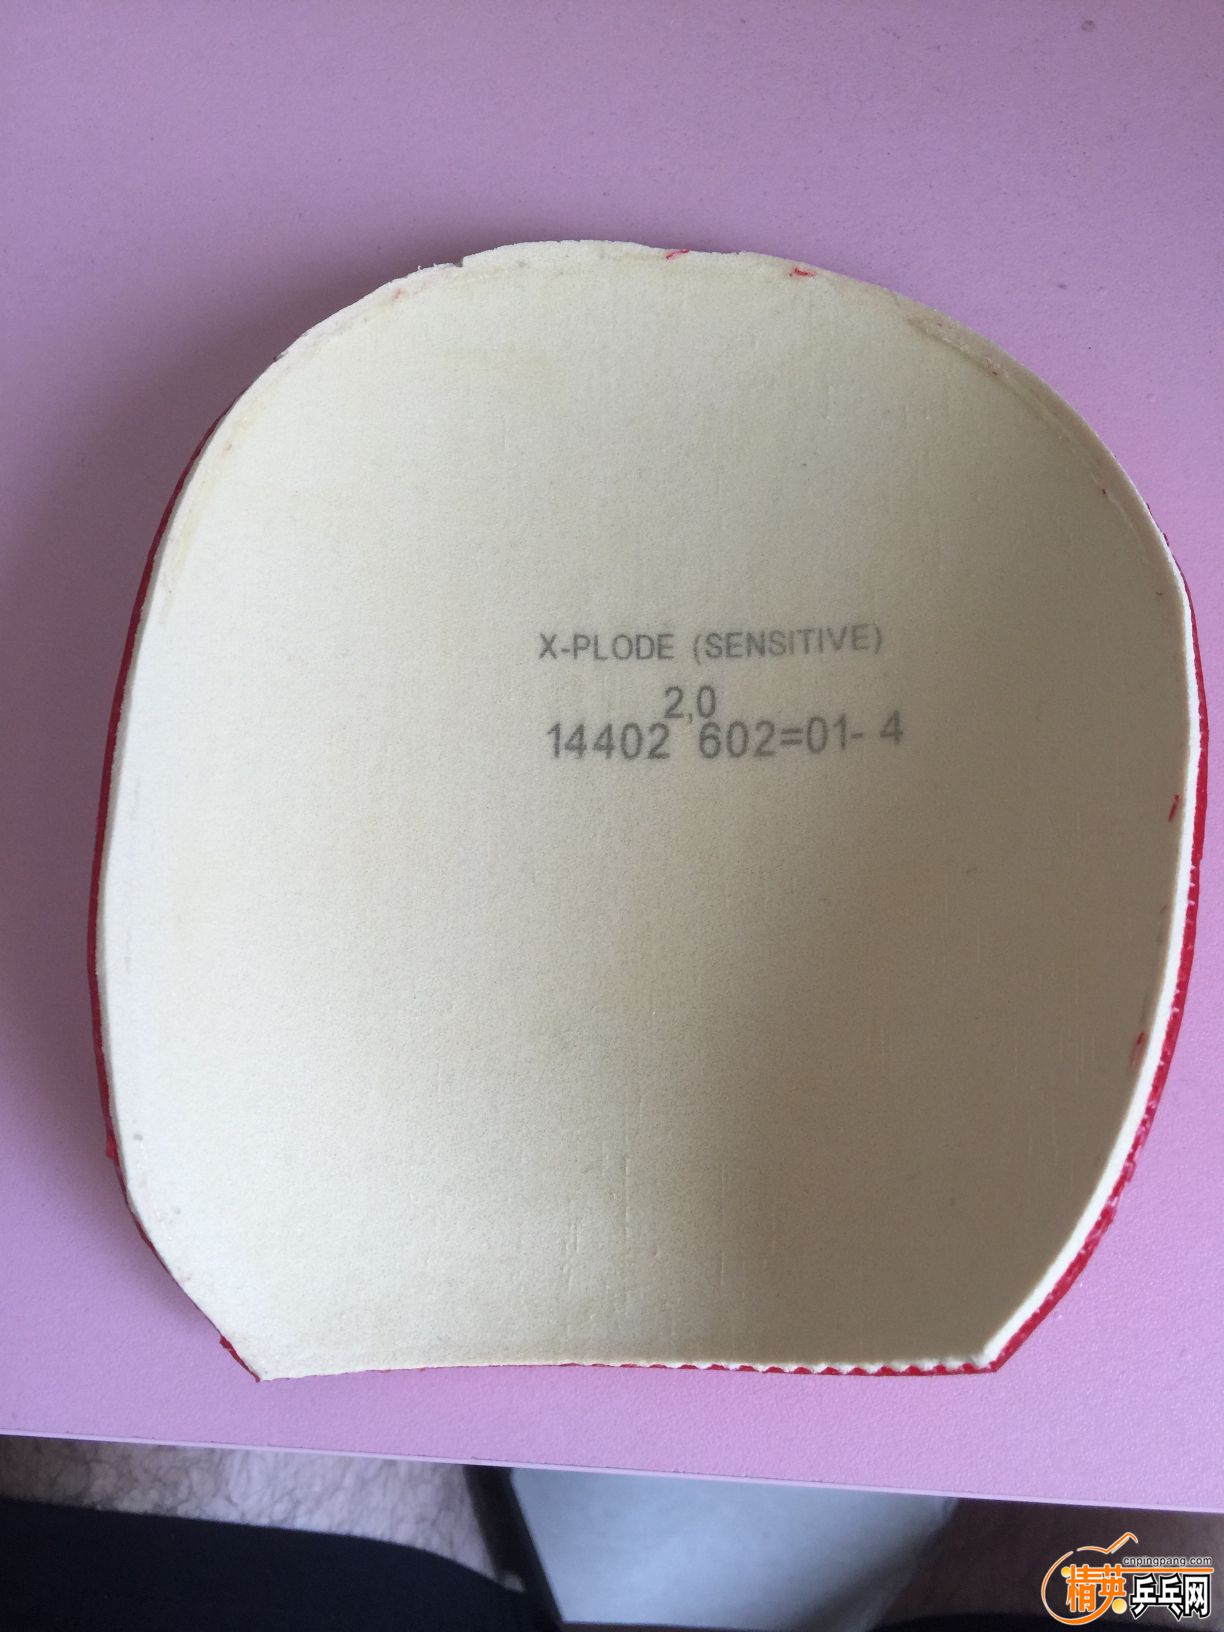 X-PLODE (SENSITIVE)
2,0
14402 602=01- 4
cnpingpang.com
精英乒乓网